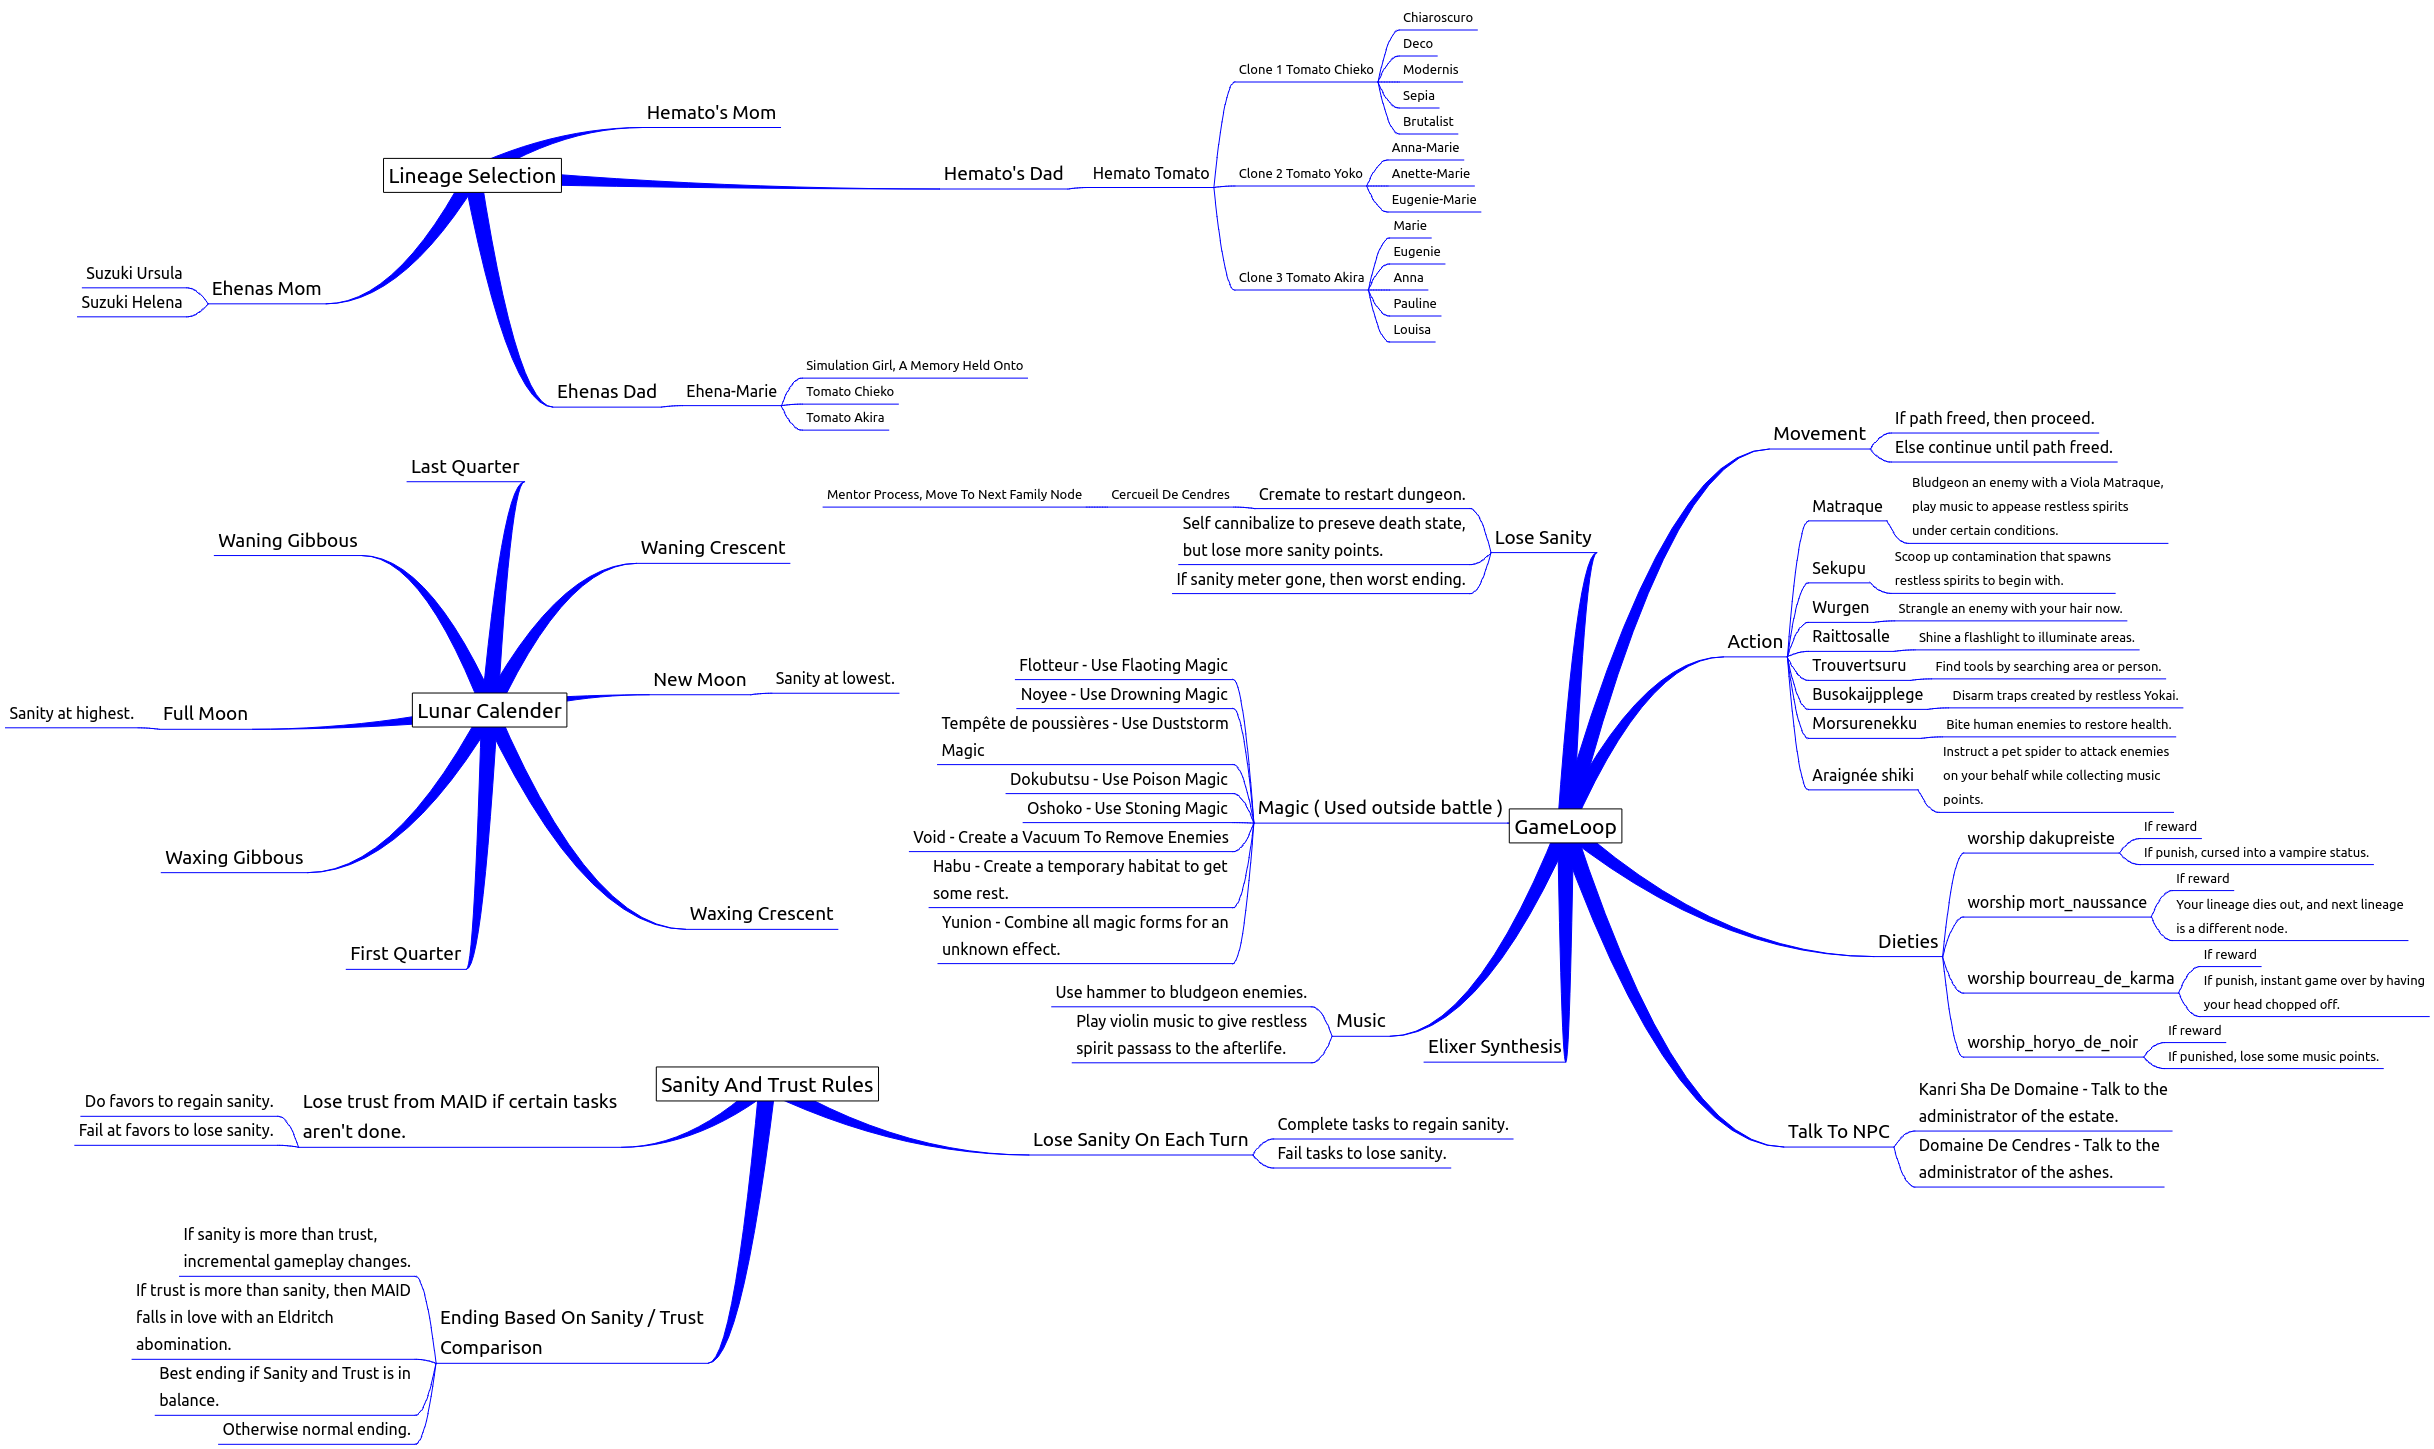 Lineage Selection
Hemato's Mom
Hemato's Dad
Hemato Tomato
Clone 1 Tomato Chieko
Chiaroscuro
Deco
Modernis
Sepia
Brutalist
Clone 2 Tomato Yoko
Anna-Marie
Anette-Marie
Eugenie-Marie
Clone 3 Tomato Akira
Marie
Eugenie
Anna
Pauline
Louisa
Ehenas Mom
Suzuki Ursula
Suzuki Helena
Ehenas Dad
Ehena-Marie
Simulation Girl, A Memory Held Onto
Tomato Chieko
Tomato Akira
Lunar Calender
Last Quarter
Waning Gibbous
Waning Crescent
New Moon
Sanity at lowest.
Full Moon
Sanity at highest.
Waxing Gibbous
Waxing Crescent
First Quarter
GameLoop
Movement
If path freed, then proceed.
Else continue until path freed.
Action
Matraque
Bludgeon an enemy with a Viola Matraque,
play music to appease restless spirits
under certain conditions.
Sekupu
Scoop up contamination that spawns
restless spirits to begin with.
Wurgen
Strangle an enemy with your hair now.
Raittosalle
Shine a flashlight to illuminate areas.
Trouvertsuru
Find tools by searching area or person.
Busokaijpplege
Disarm traps created by restless Yokai.
Morsurenekku
Bite human enemies to restore health.
Araignée shiki
Instruct a pet spider to attack enemies
on your behalf while collecting music
points.
Dieties
worship dakupreiste
If reward
If punish, cursed into a vampire status.
worship mort_naussance
If reward
Your lineage dies out, and next lineage
is a different node.
worship bourreau_de_karma
If reward
If punish, instant game over by having
your head chopped off.
worship_horyo_de_noir
If reward
If punished, lose some music points.
Talk To NPC
Kanri Sha De Domaine - Talk to the
administrator of the estate.
Domaine De Cendres - Talk to the
administrator of the ashes.
Lose Sanity
Cremate to restart dungeon.
Cercueil De Cendres
Mentor Process, Move To Next Family Node
Self cannibalize to preseve death state,
but lose more sanity points.
If sanity meter gone, then worst ending.
Magic ( Used outside battle )
Flotteur - Use Flaoting Magic
Noyee - Use Drowning Magic
Tempête de poussières - Use Duststorm
Magic
Dokubutsu - Use Poison Magic
Oshoko - Use Stoning Magic
Void - Create a Vacuum To Remove Enemies
Habu - Create a temporary habitat to get
some rest.
Yunion - Combine all magic forms for an
unknown effect.
Music
Use hammer to bludgeon enemies.
Play violin music to give restless
spirit passass to the afterlife.
Elixer Synthesis
Sanity And Trust Rules
Lose trust from MAID if certain tasks
aren't done.
Do favors to regain sanity.
Fail at favors to lose sanity.
Lose Sanity On Each Turn
Complete tasks to regain sanity.
Fail tasks to lose sanity.
Ending Based On Sanity / Trust
Comparison
If sanity is more than trust,
incremental gameplay changes.
If trust is more than sanity, then MAID
falls in love with an Eldritch
abomination.
Best ending if Sanity and Trust is in
balance.
Otherwise normal ending.